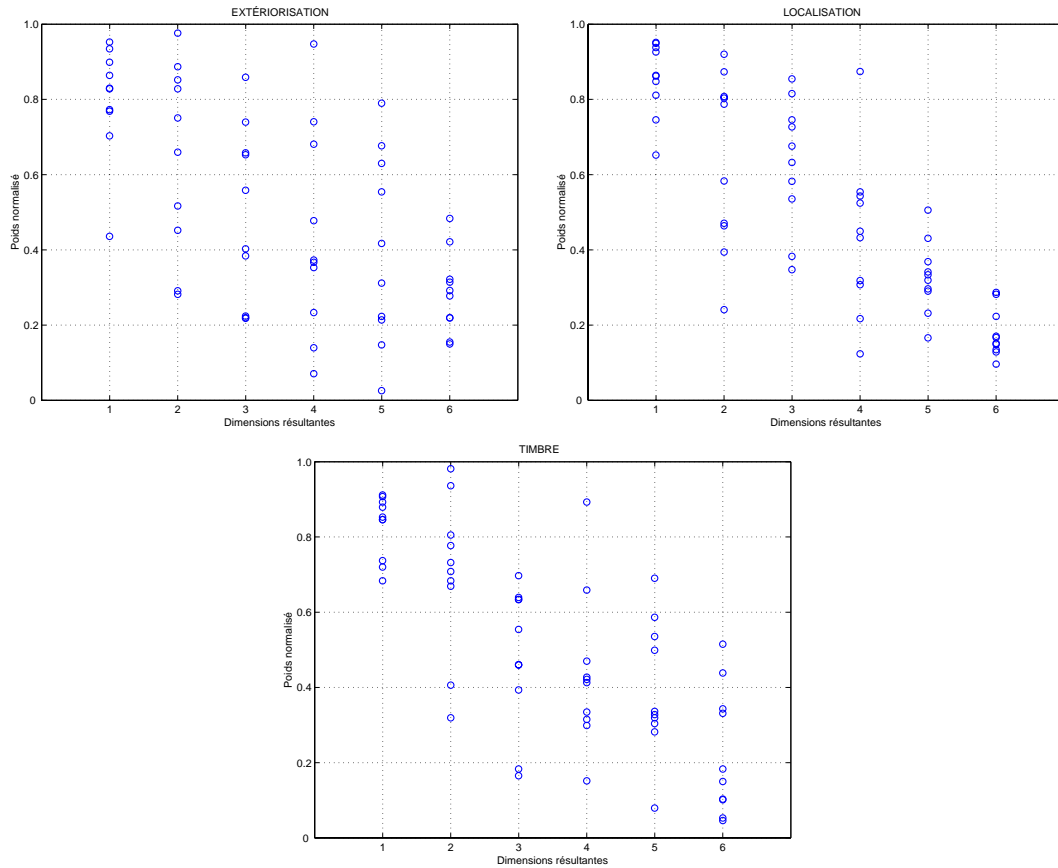 EXTÉRIORISATION
1.0
0.8
0.6
0.4
0.2
0
Poids normalisé
1 2 3 4 5 6
Dimensions résultantes
LOCALISATION
1.0
0.8
0.6
0.4
0.2
0
Poids normalisé
1 2 3 4 5 6
Dimensions résultantes
TIMBRE
1.0
0.8
0.6
0.4
0.2
0
Poids normalisé
1 2 3 4 5 6
Dimensions résultantes